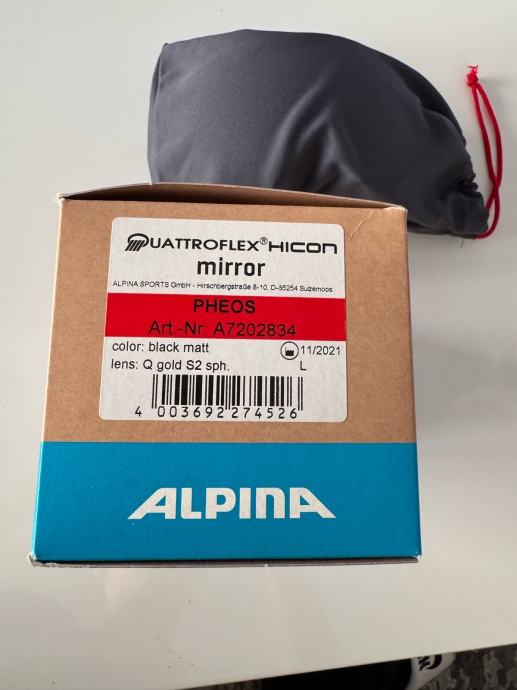 QUATTROFLEX® HICON
mirror
ALPINA SPORTS GmbH - Hirschbergstraße 8-10, D-85254 Sulzemoos
PHEOS
Art.-Nr: A7202834
color: black matt
11/2021
lens: Q gold S2 sph.
L
4 003692 274526
ALPINA